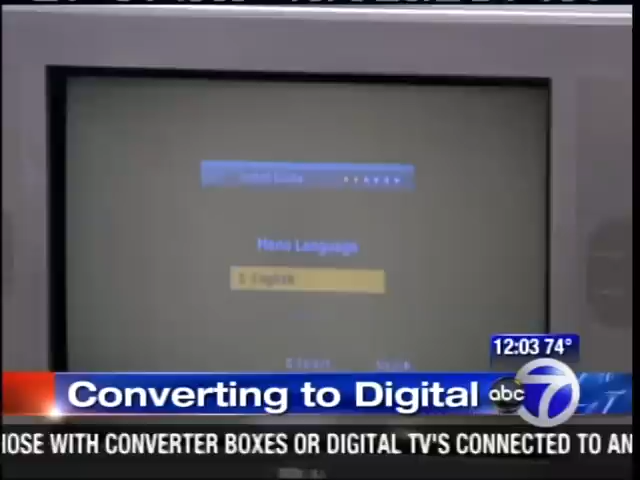 Menu Language
English
12:03 74°
Converting to Digital
abc 7
HOSE WITH CONVERTER BOXES OR DIGITAL TV'S CONNECTED TO AN